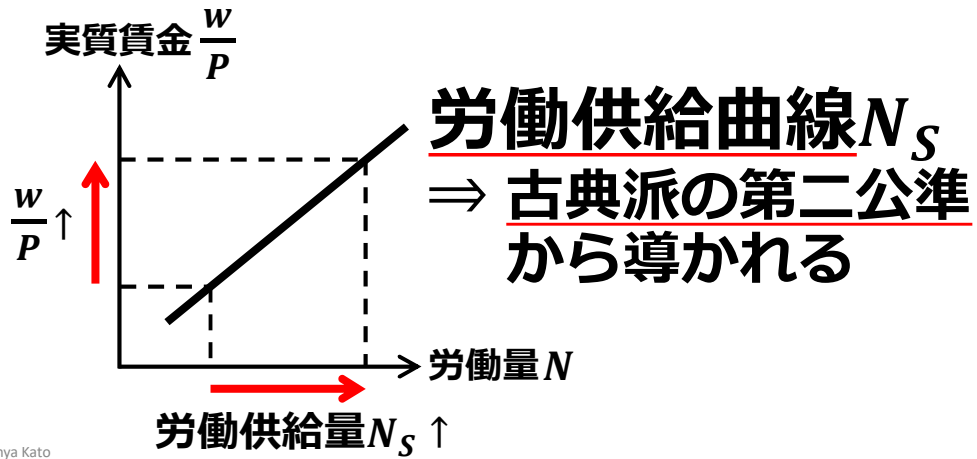 実質賃金 w/P
労働供給曲線N_S
⇒ 古典派の第二公準
から導かれる
w/P ↑
労働量N
労働供給量N_S ↑
Kato